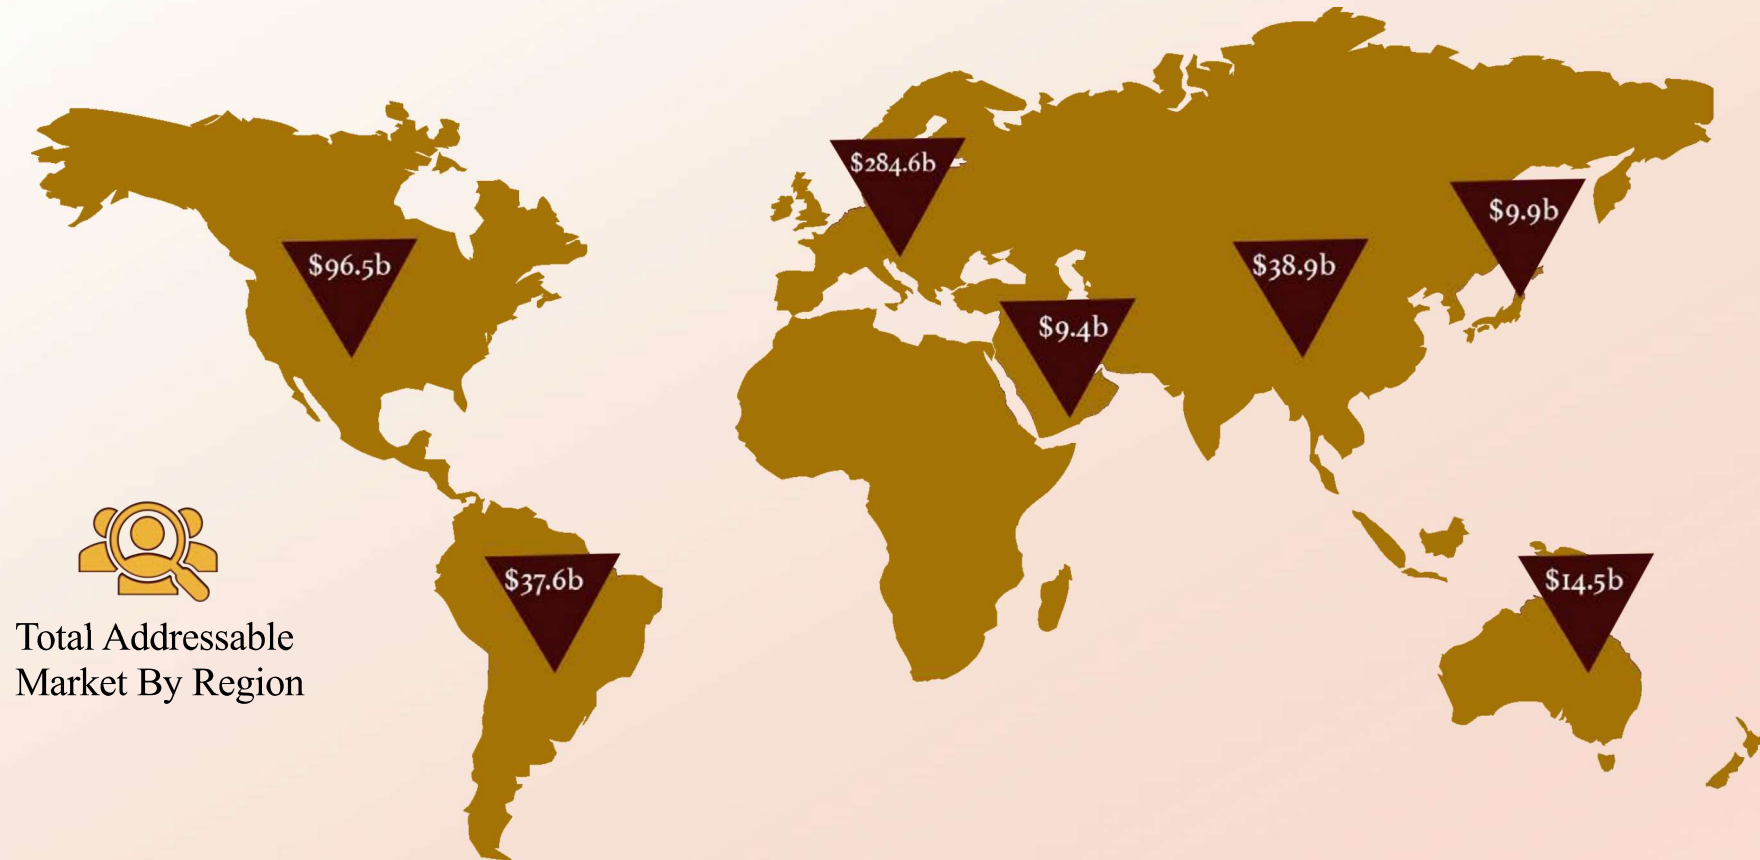 $284.6b
$9.9b
$96.5b
$38.9b
$9.4b
$37.6b
$14.5b
Total Addressable
Market By Region